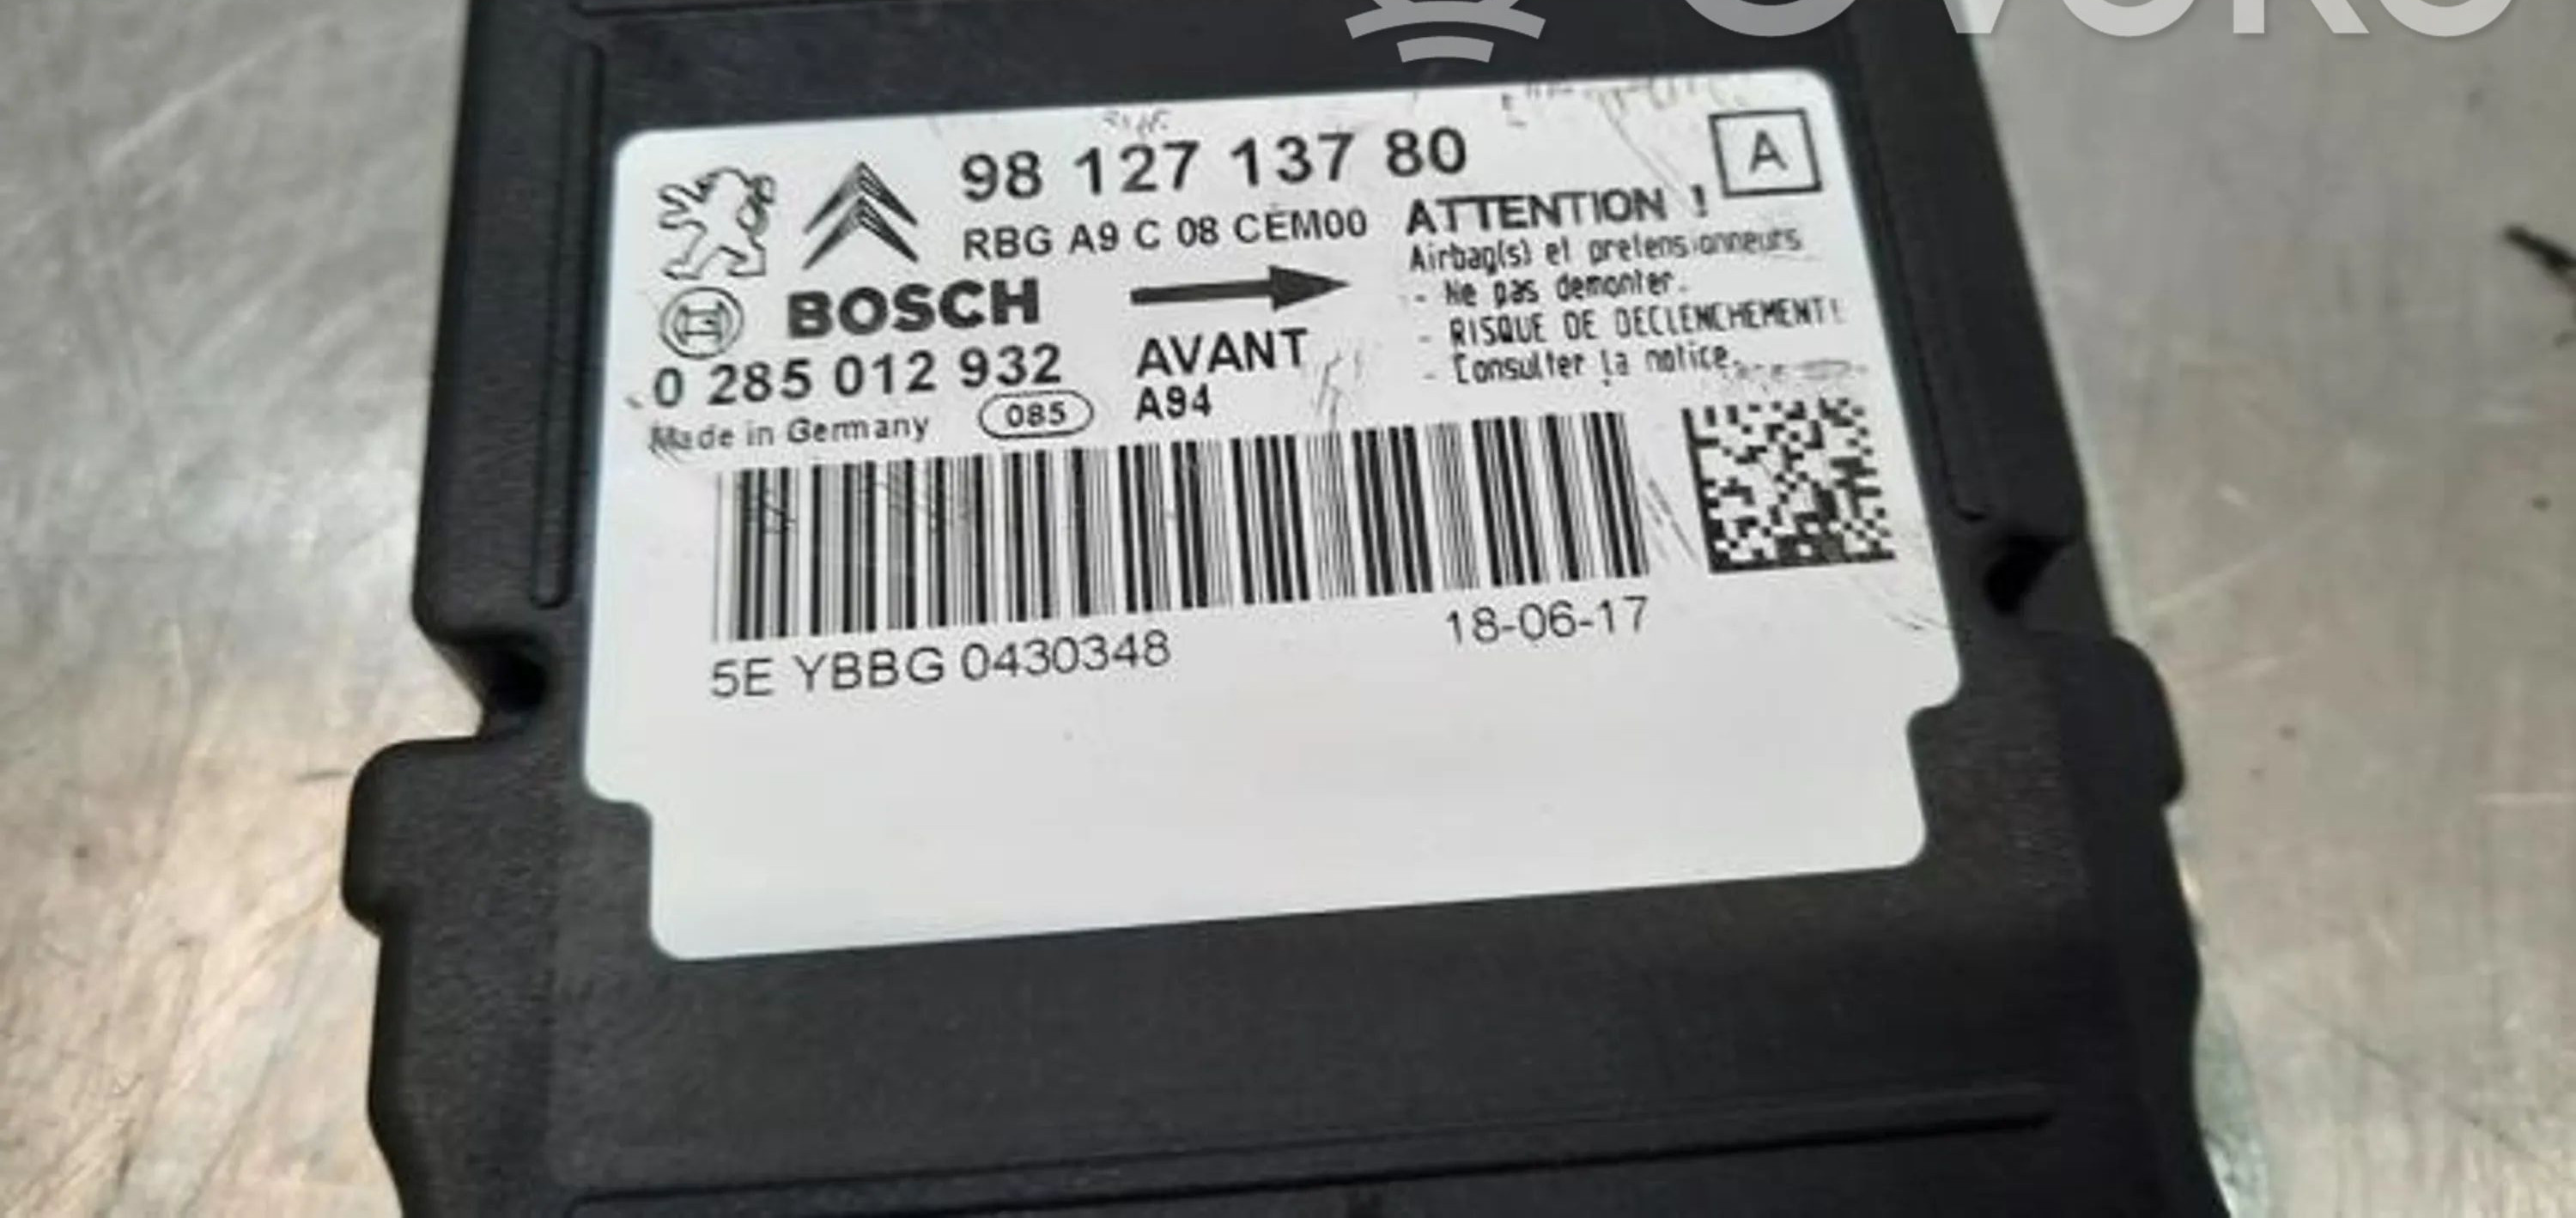 OVOKO
98 127 137 80
A
RBG A9 C 08 CEM00
ATTENTION !
Airbag(s) et pretensionneurs
- Ne pas demonter.
- RISQUE DE DECLENCHEMENT!
- Consulter la notice.
BOSCH
0 285 012 932
AVANT
Made in Germany
085
A94
5E YBBG 0430348
18-06-17